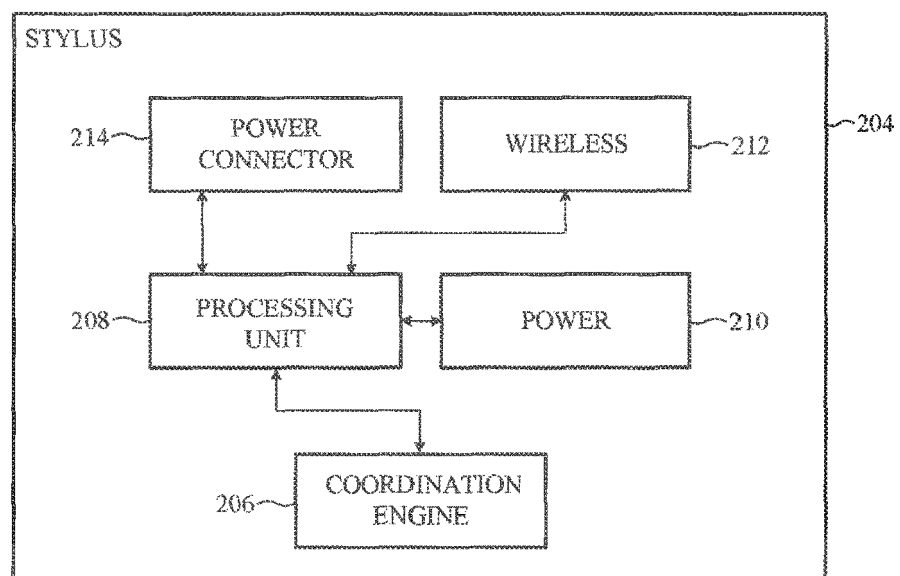 STYLUS
214
POWER
CONNECTOR
WIRELESS
212
204
208
PROCESSING
UNIT
POWER
210
206
COORDINATION
ENGINE